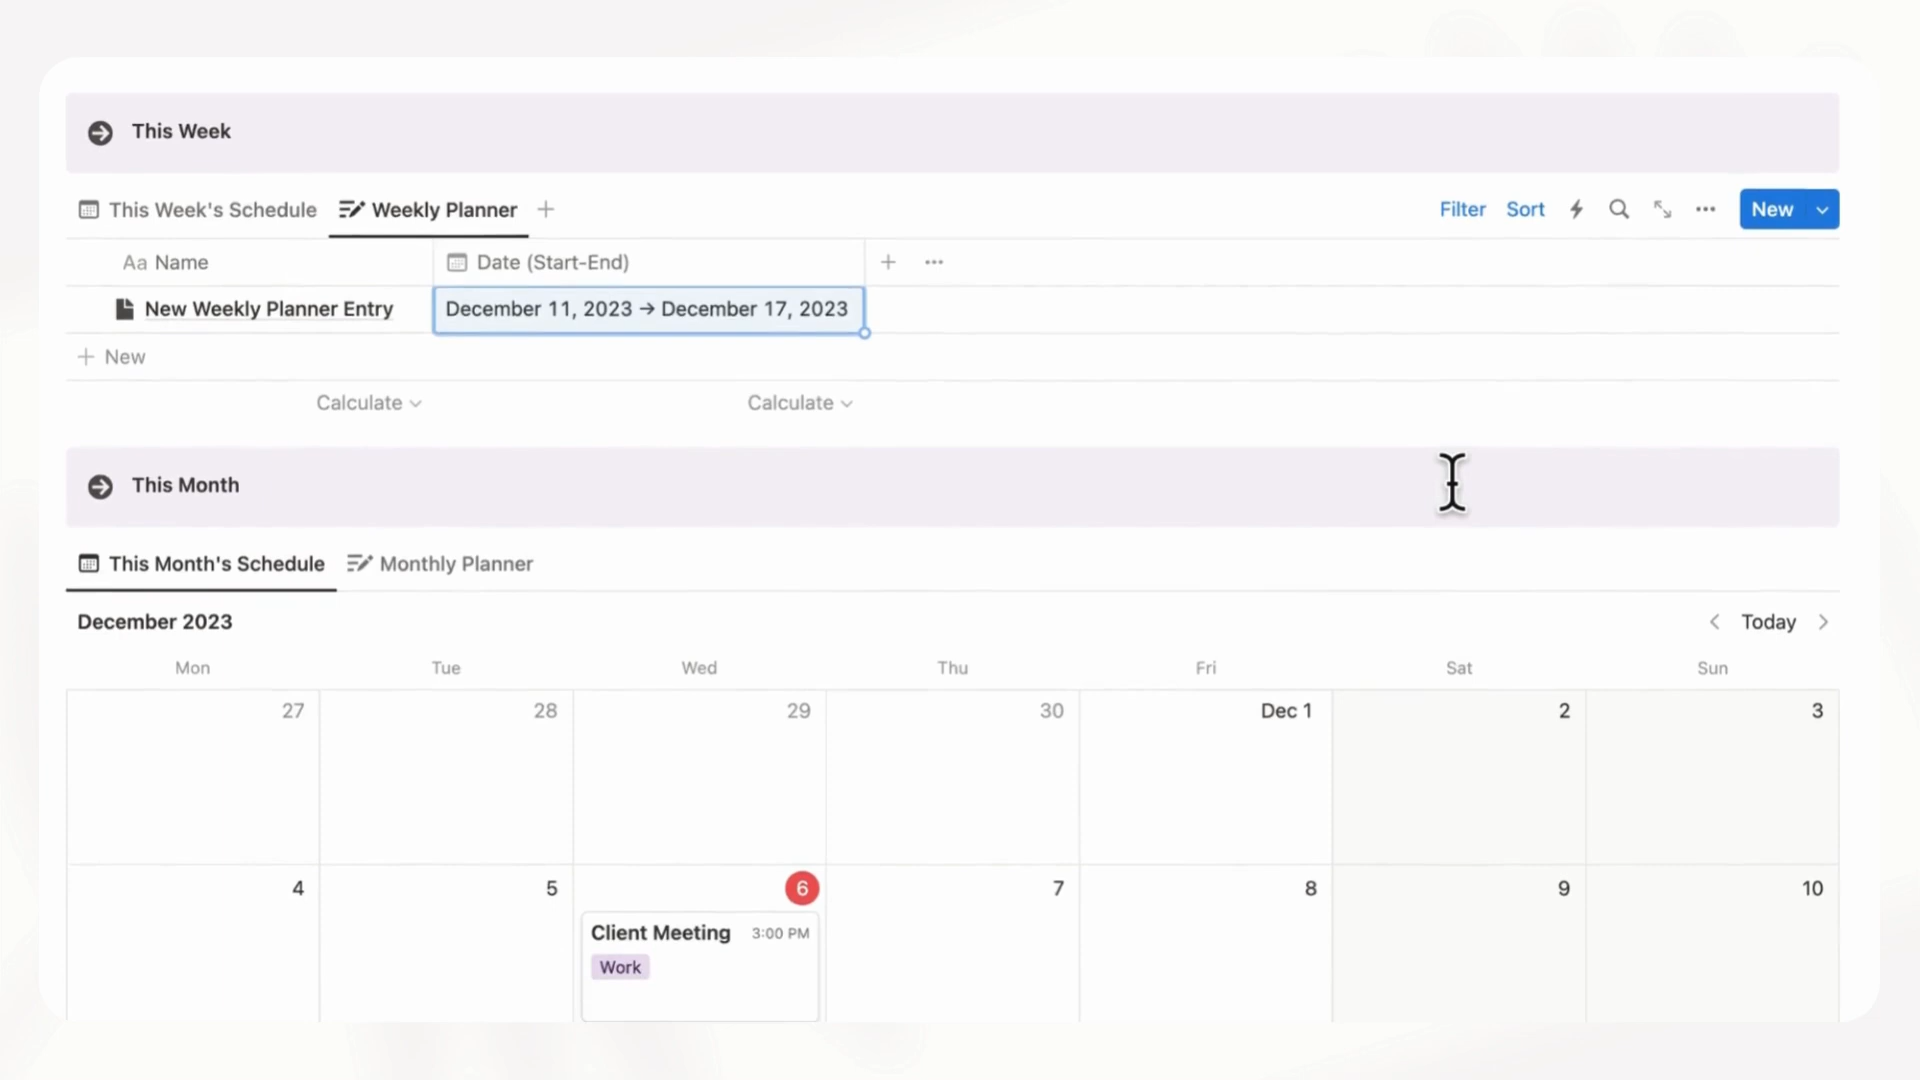 This Week
This Week's Schedule Weekly Planner Filter Sort New
Aa Name Date (Start-End)
New Weekly Planner Entry December 11, 2023 → December 17, 2023
New
Calculate Calculate
This Month
This Month's Schedule Monthly Planner
December 2023 Today
Mon Tue Wed Thu Fri Sat Sun
27 28 29 30 Dec 1 2 3
4 5 6 7 8 9 10
Client Meeting 3:00 PM
Work